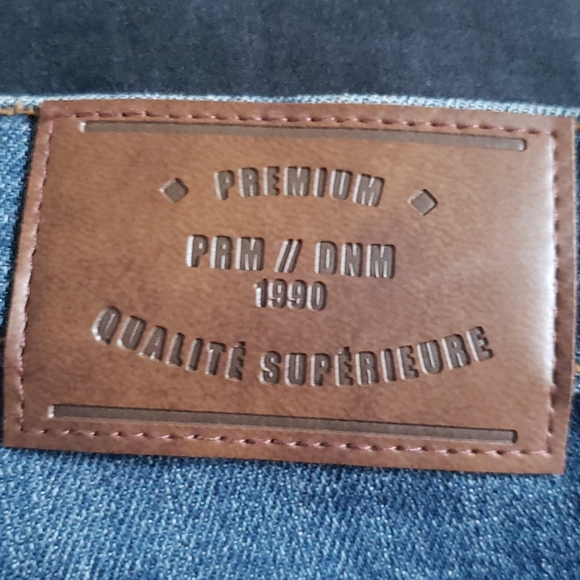 PREMIUM
PRM // DNM
1990
QUALITÉ SUPÉRIEURE